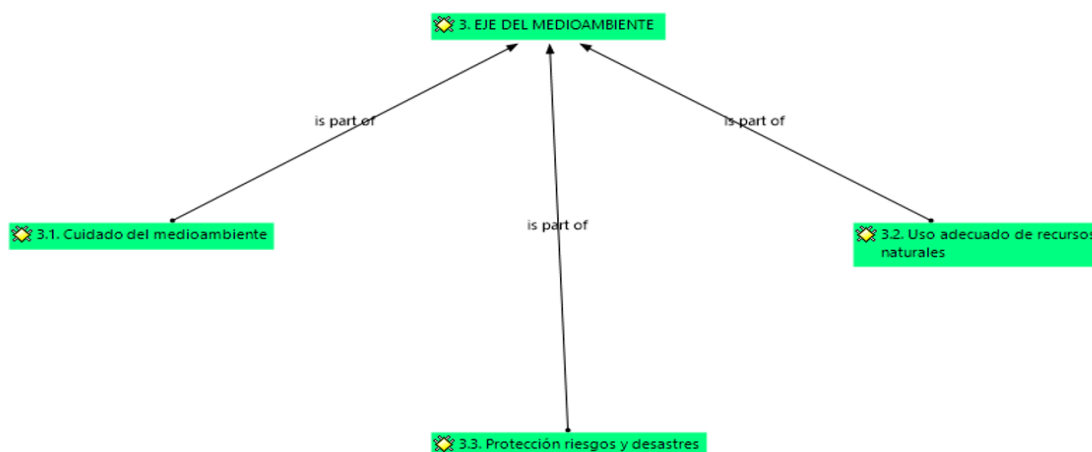 3. EJE DEL MEDIOAMBIENTE
is part of
is part of
is part of
3.1. Cuidado del medioambiente
3.2. Uso adecuado de recursos
naturales
3.3. Protección riesgos y desastres